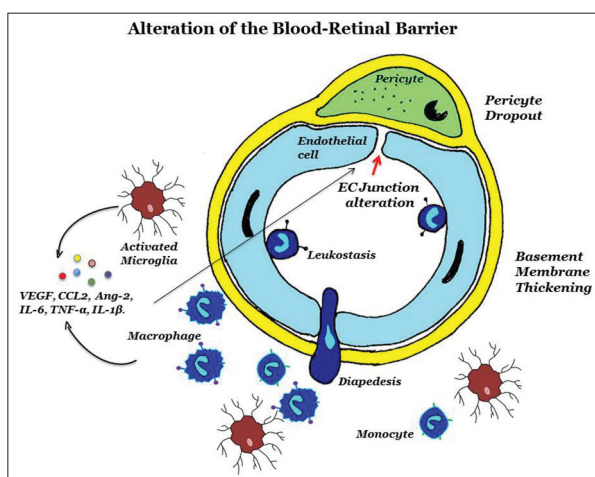 Alteration of the Blood-Retinal Barrier
Pericyte
Pericyte
Dropout
Endothelial
cell
EC Junction
alteration
Activated
Microglia
Leukostasis
Basement
Membrane
Thickening
VEGF, CCL2, Ang-2,
IL-6, TNF-α, IL-1β.
Macrophage
Diapedesis
Monocyte